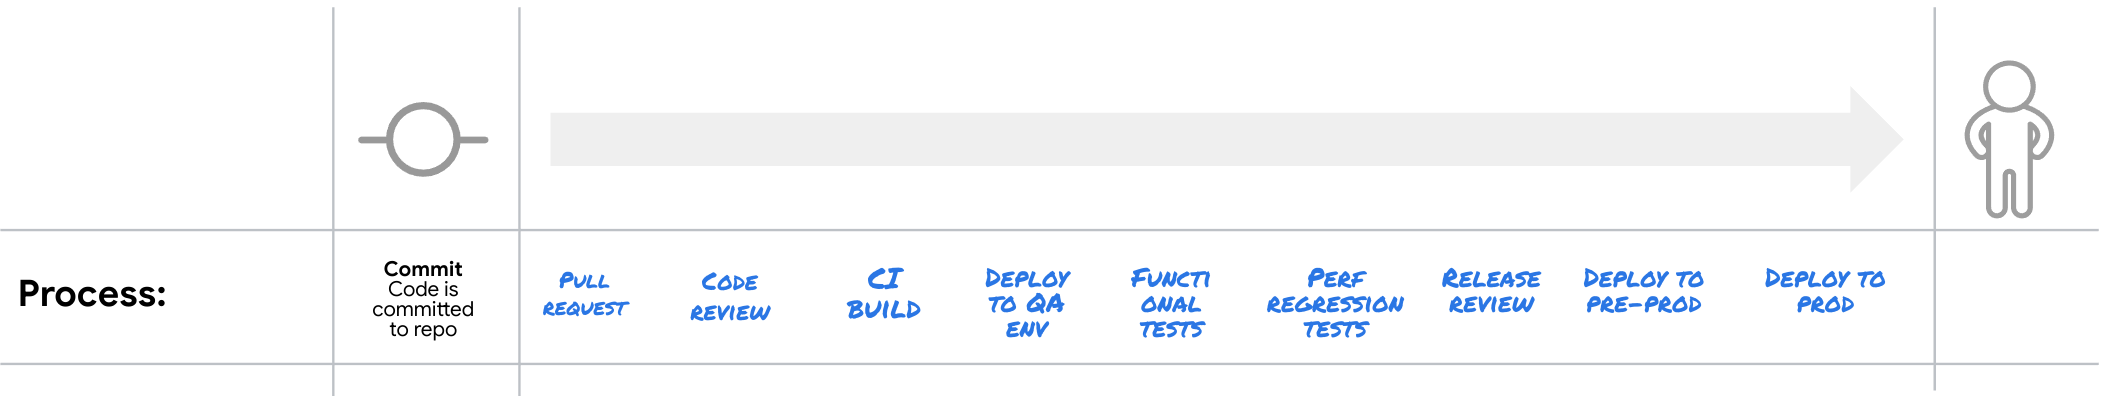 Process:
Commit
Code is
committed
to repo
PULL
REQUEST
CODE
REVIEW
CI
BUILD
DEPLOY
TO QA
ENV
FUNCTI
ONAL
TESTS
PERF
REGRESSION
TESTS
RELEASE
REVIEW
DEPLOY TO
PRE-PROD
DEPLOY TO
PROD